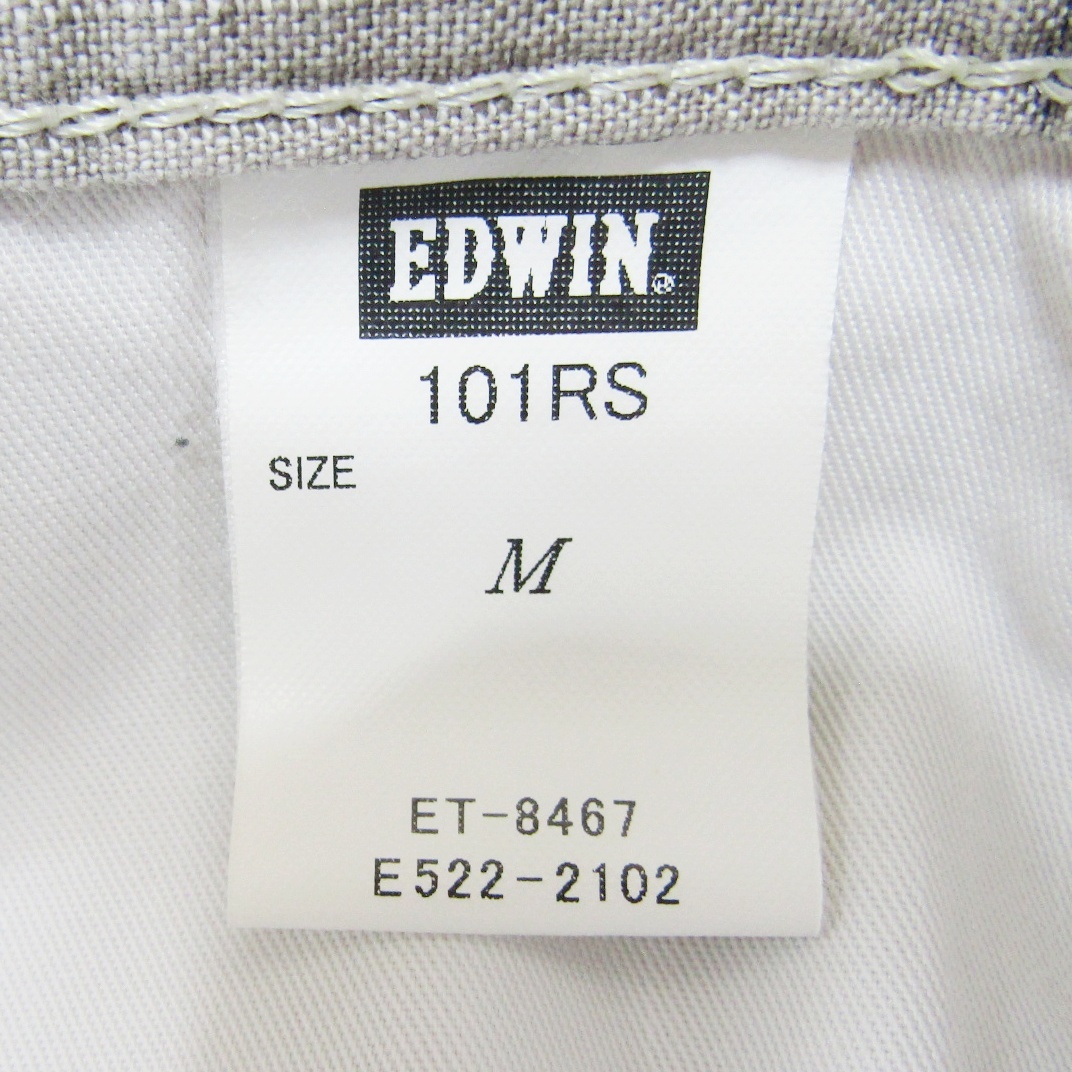 EDWIN®
101RS
SIZE
M
ET-8467
E522-2102